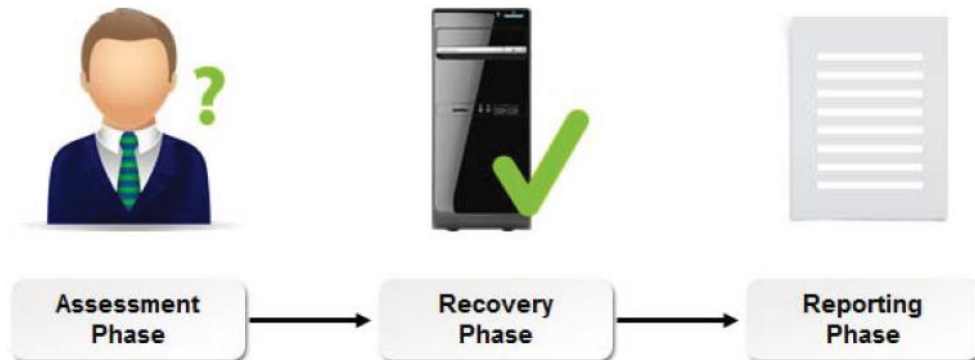 ?
Assessment
Phase
Recovery
Phase
Reporting
Phase